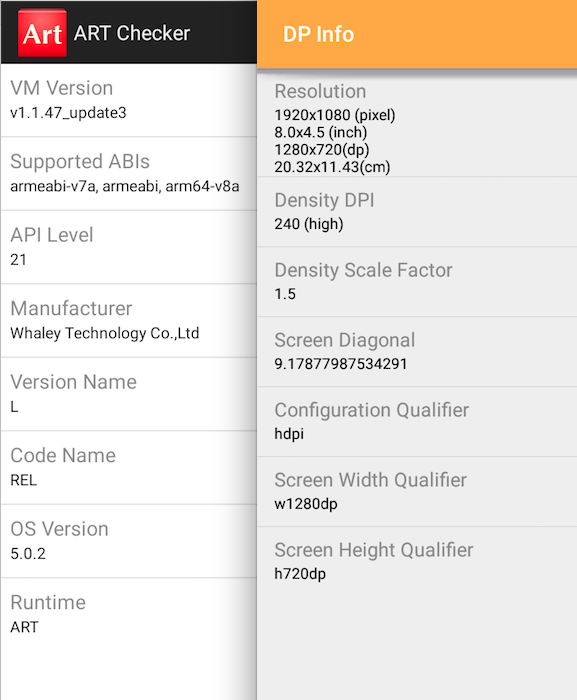 Art ART Checker
VM Version
v1.1.47_update3
Supported ABIs
armeabi-v7a, armeabi, arm64-v8a
API Level
21
Manufacturer
Whaley Technology Co.,Ltd
Version Name
L
Code Name
REL
OS Version
5.0.2
Runtime
ART
DP Info
Resolution
1920x1080 (pixel)
8.0x4.5 (inch)
1280x720(dp)
20.32x11.43(cm)
Density DPI
240 (high)
Density Scale Factor
1.5
Screen Diagonal
9.17877987534291
Configuration Qualifier
hdpi
Screen Width Qualifier
w1280dp
Screen Height Qualifier
h720dp